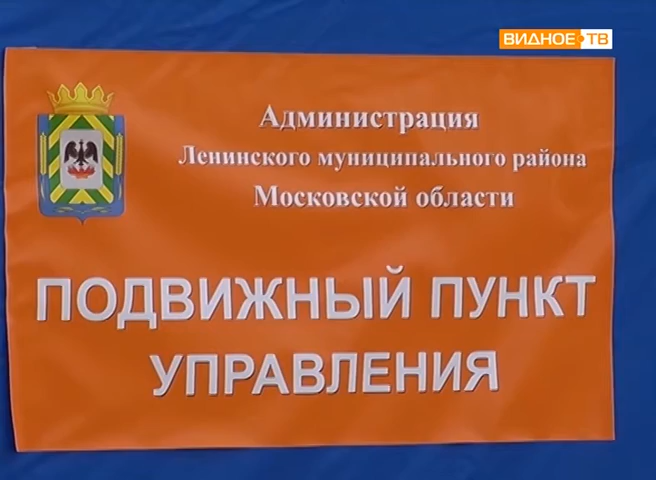 ВИДНОЕ ТВ
Администрация
Ленинского муниципального района
Московской области
ПОДВИЖНЫЙ ПУНКТ
УПРАВЛЕНИЯ